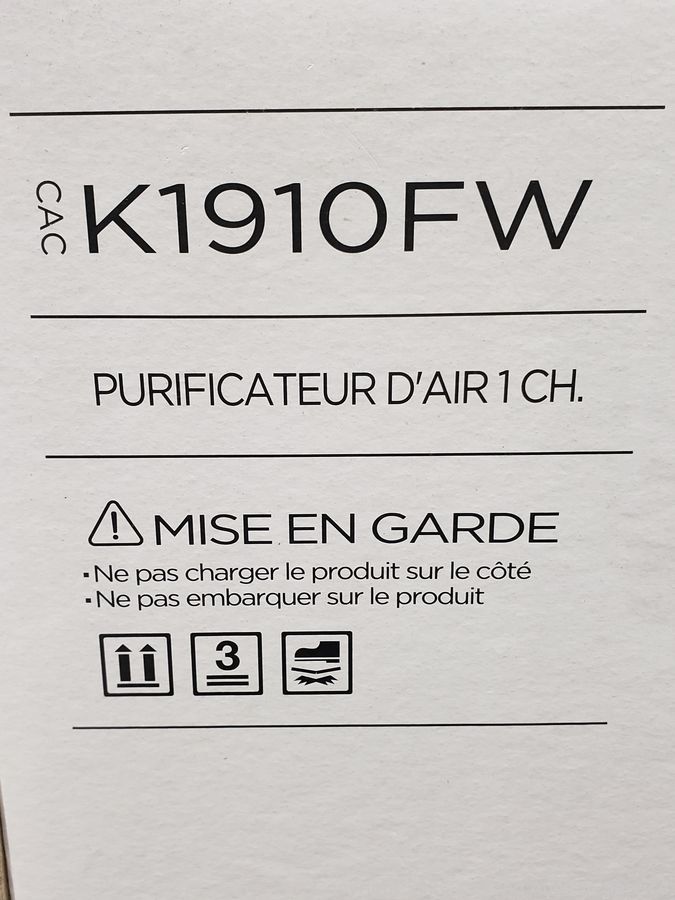 CAC K1910FW
PURIFICATEUR D'AIR 1 CH.
MISE EN GARDE
▪Ne pas charger le produit sur le côté
▪Ne pas embarquer sur le produit
3